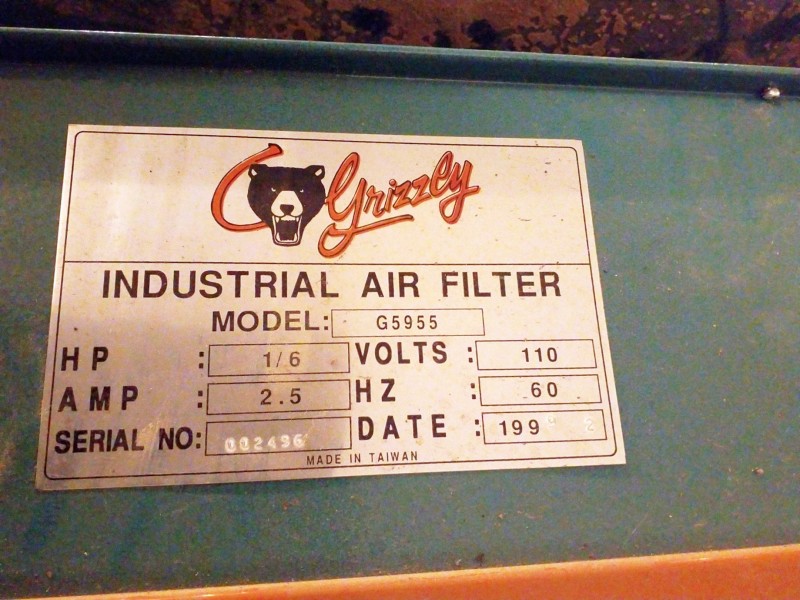 Grizzly
INDUSTRIAL AIR FILTER
MODEL: G5955
HP : 1/6 VOLTS : 110
AMP : 2.5 HZ : 60
SERIAL NO: 002496 DATE : 199
MADE IN TAIWAN